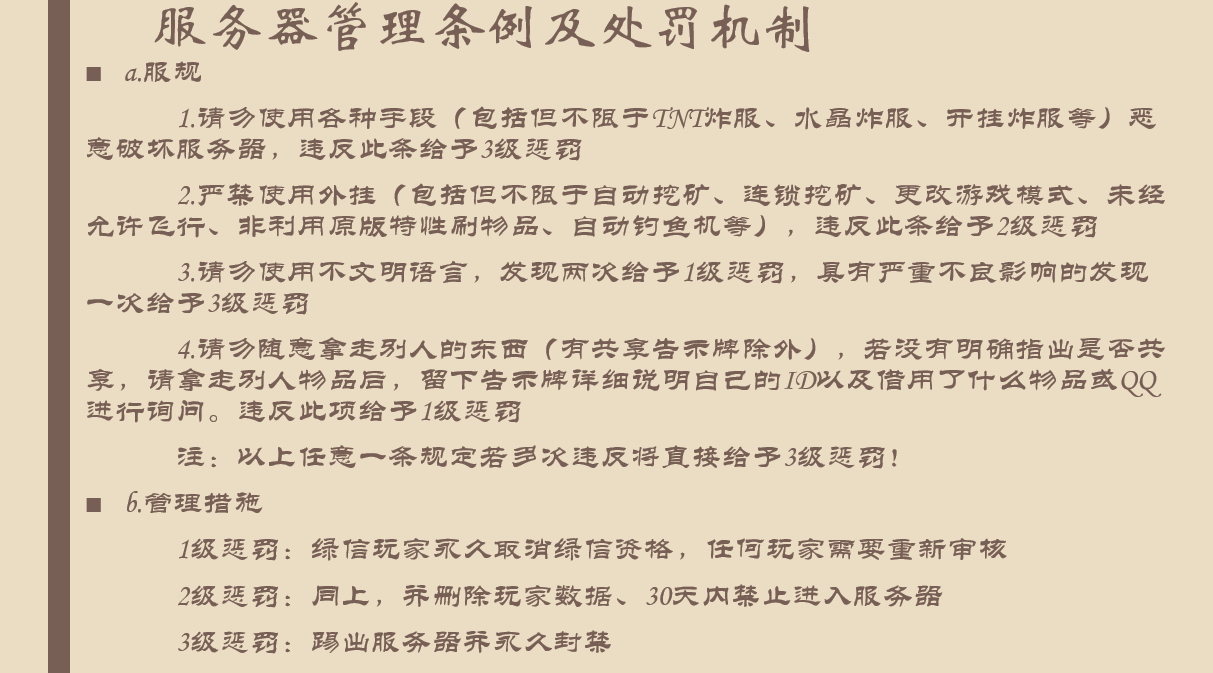 服务器管理条例及处罚机制
■ a.服规
1.请勿使用各种手段（包括但不限于TNT炸服、水晶炸服、开挂炸服等）恶
意破坏服务器，违反此条给予3级惩罚
2.严禁使用外挂（包括但不限于自动挖矿、连锁挖矿、更改游戏模式、未经
允许飞行、非利用原版特性刷物品、自动钓鱼机等），违反此条给予2级惩罚
3.请勿使用不文明语言，发现两次给予1级惩罚，具有严重不良影响的发现
一次给予3级惩罚
4.请勿随意拿走别人的东西（有共享告示牌除外），若没有明确指出是否共
享，请拿走别人物品后，留下告示牌详细说明自己的ID以及借用了什么物品或QQ
进行询问。违反此项给予1级惩罚
注：以上任意一条规定若多次违反将直接给予3级惩罚！
■ b.管理措施
1级惩罚：绿信玩家永久取消绿信资格，任何玩家需要重新审核
2级惩罚：同上，并删除玩家数据、30天内禁止进入服务器
3级惩罚：踢出服务器并永久封禁